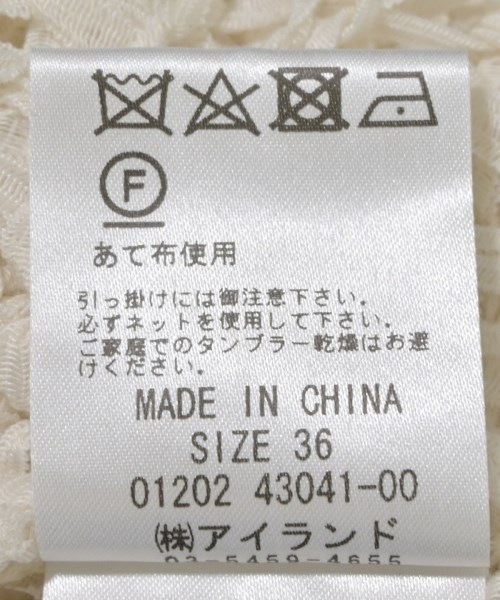 F
あて布使用
引っ掛けには御注意下さい。
必ずネットを使用して下さい。
ご家庭でのタンブラー乾燥はお避
けください。
MADE IN CHINA
SIZE 36
01202 43041-00
㈱アイランド
03-5459-4655